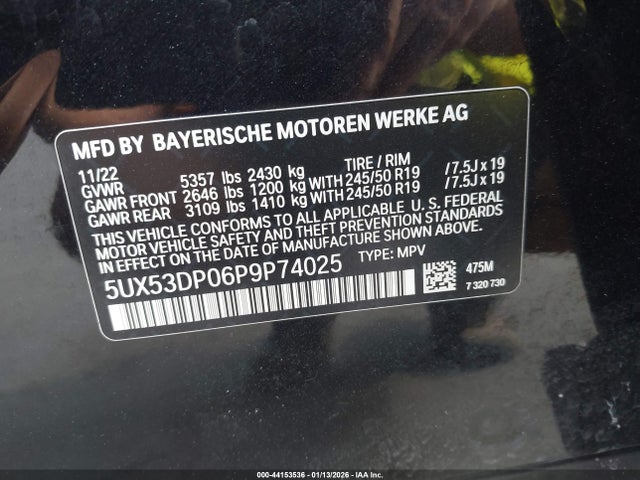 MFD BY BAYERISCHE MOTOREN WERKE AG
11/22 5357 lbs 2430 kg TIRE / RIM
GVWR
GAWR FRONT 2646 lbs 1200 kg WITH 245/50 R19 / 7.5J x 19
GAWR REAR 3109 lbs 1410 kg WITH 245/50 R19 / 7.5J x 19
THIS VEHICLE CONFORMS TO ALL APPLICABLE U. S. FEDERAL
MOTOR VEHICLE SAFETY AND THEFT PREVENTION STANDARDS
IN EFFECT ON THE DATE OF MANUFACTURE SHOWN ABOVE.
5UX53DP06P9P74025 TYPE: MPV
475M
7 320 730
000-44153536 - 01/13/2026 - IAA Inc.